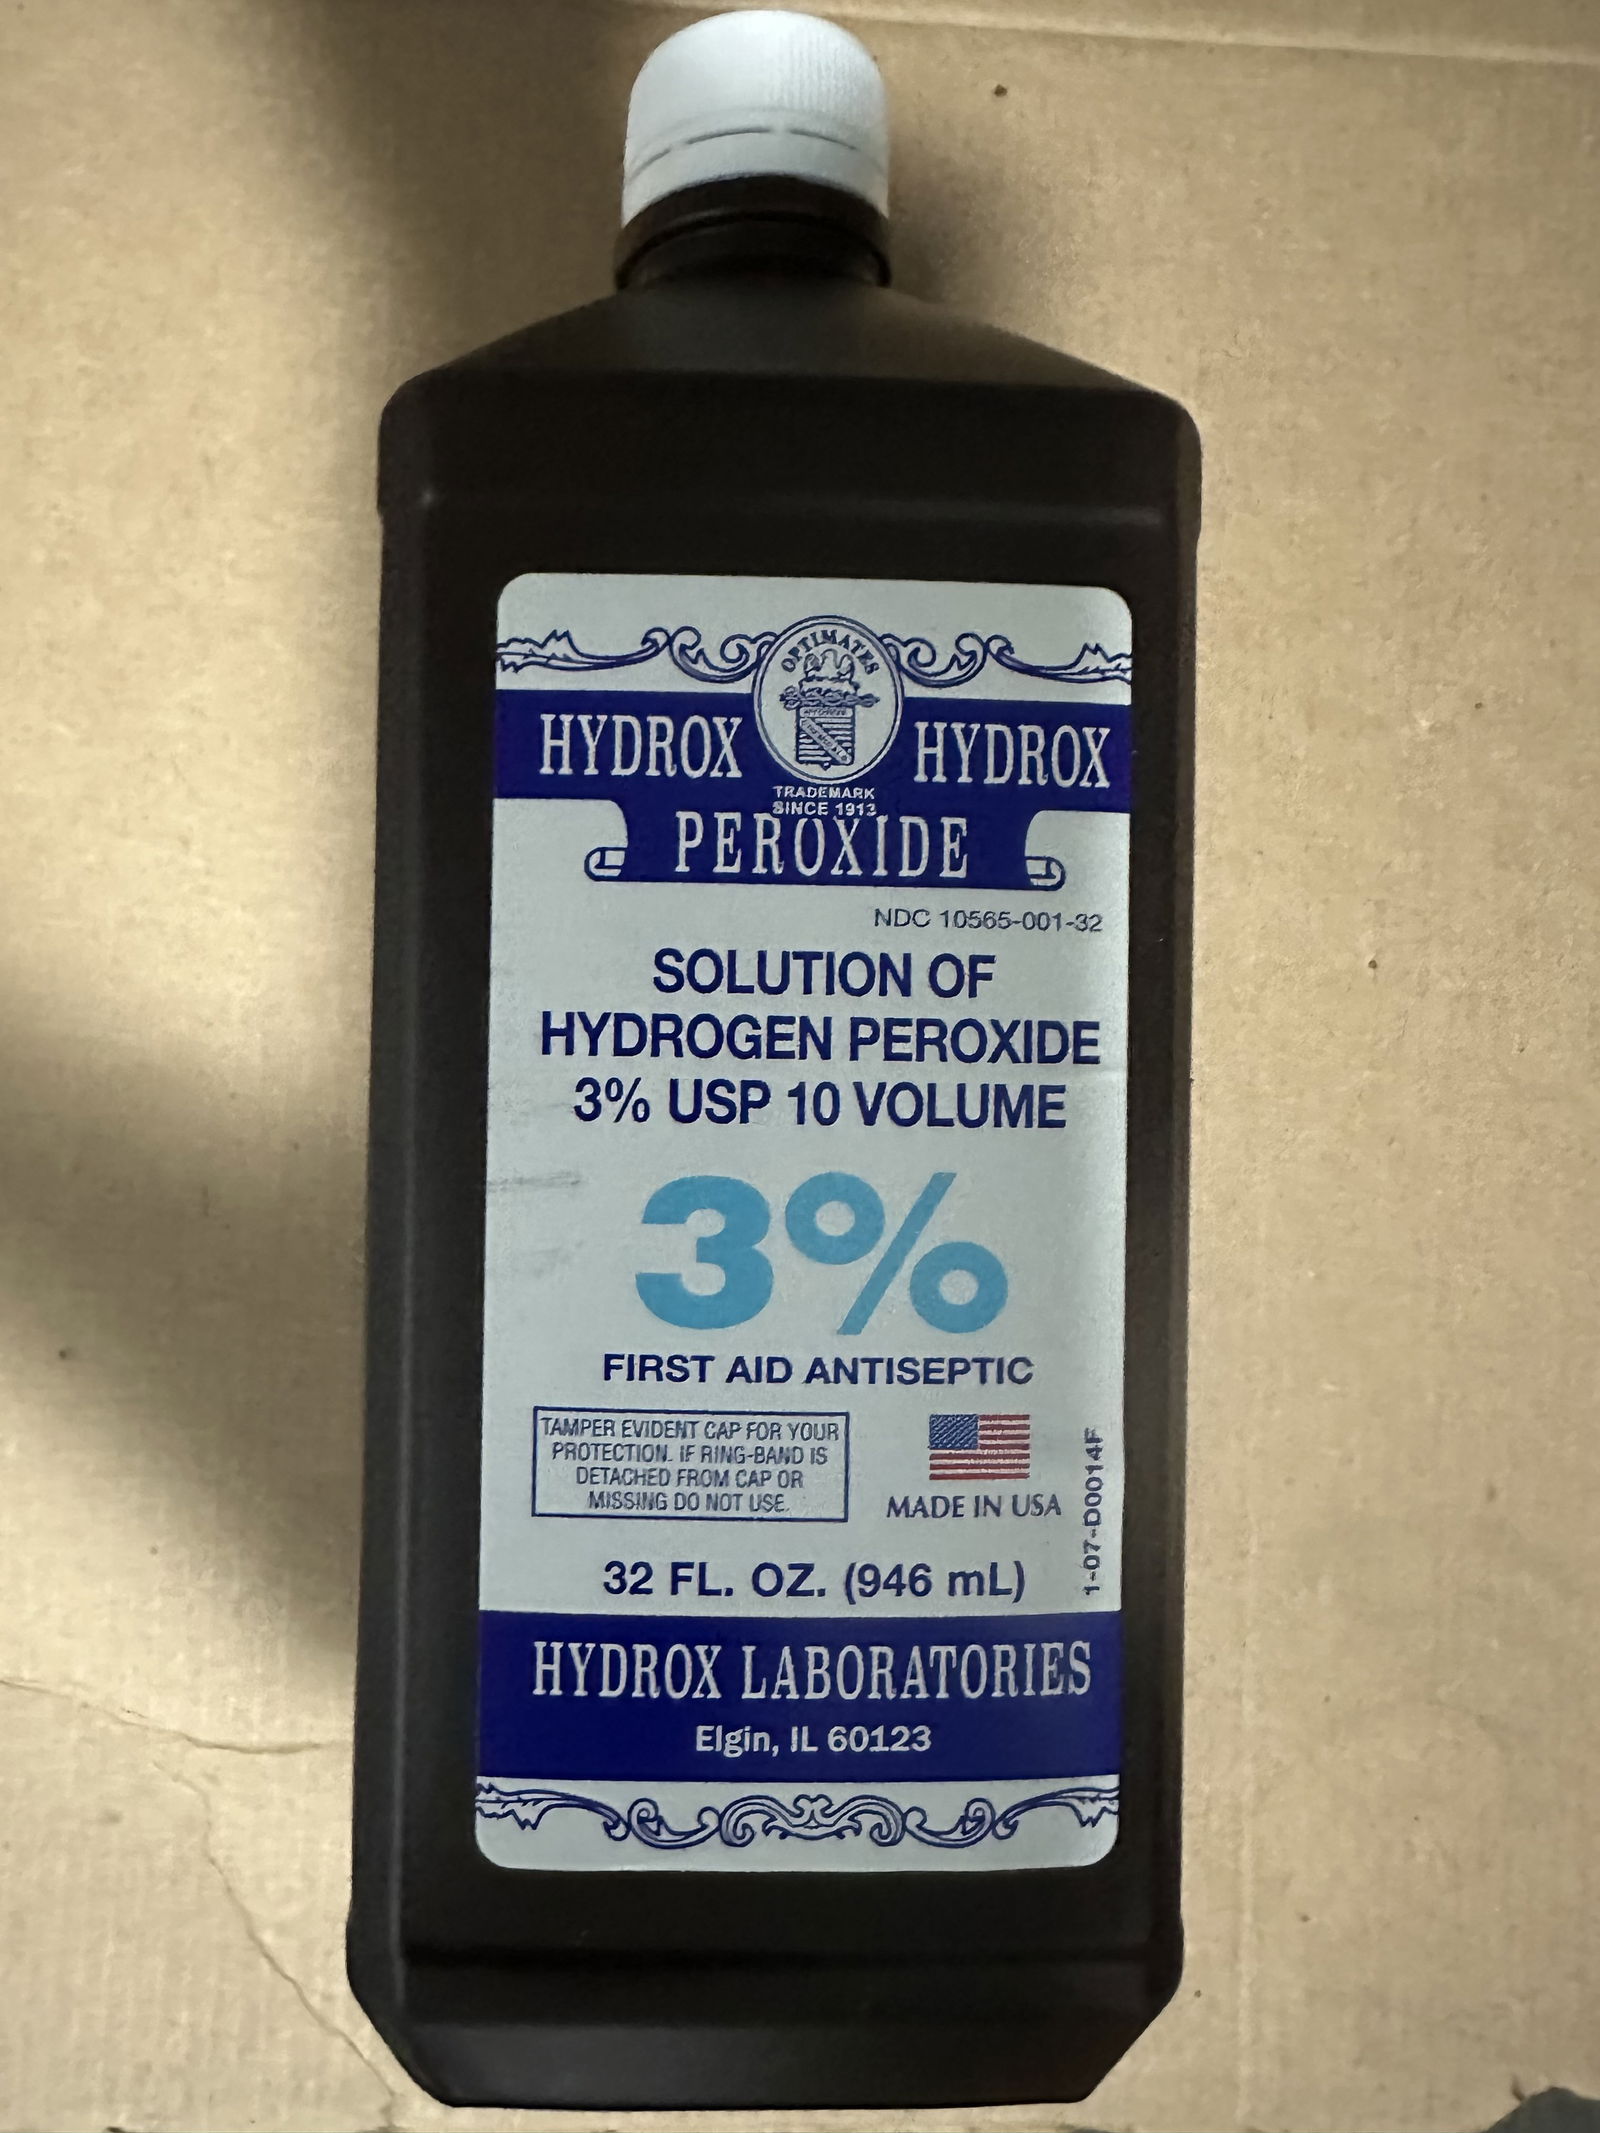 OPTIMATES
HYDROX HYDROX
TRADEMARK
SINCE 1913
PEROXIDE
NDC 10565-001-32
SOLUTION OF
HYDROGEN PEROXIDE
3% USP 10 VOLUME
3%
FIRST AID ANTISEPTIC
TAMPER EVIDENT CAP FOR YOUR
PROTECTION. IF RING-BAND IS
DETACHED FROM CAP OR
MISSING DO NOT USE.
MADE IN USA
1-07-D0014F
32 FL. OZ. (946 mL)
HYDROX LABORATORIES
Elgin, IL 60123